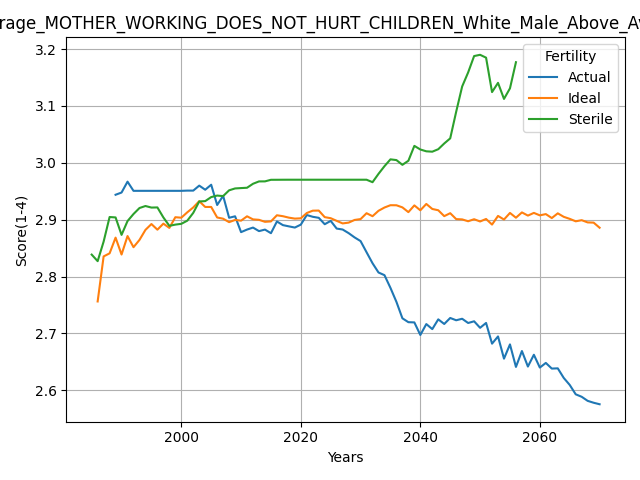 rage_MOTHER_WORKING_DOES_NOT_HURT_CHILDREN_White_Male_Above_Av
3.2
3.1
3.0
2.9
2.8
2.7
2.6
Score(1-4)
Fertility
Actual
Ideal
Sterile
2000
2020
2040
2060
Years